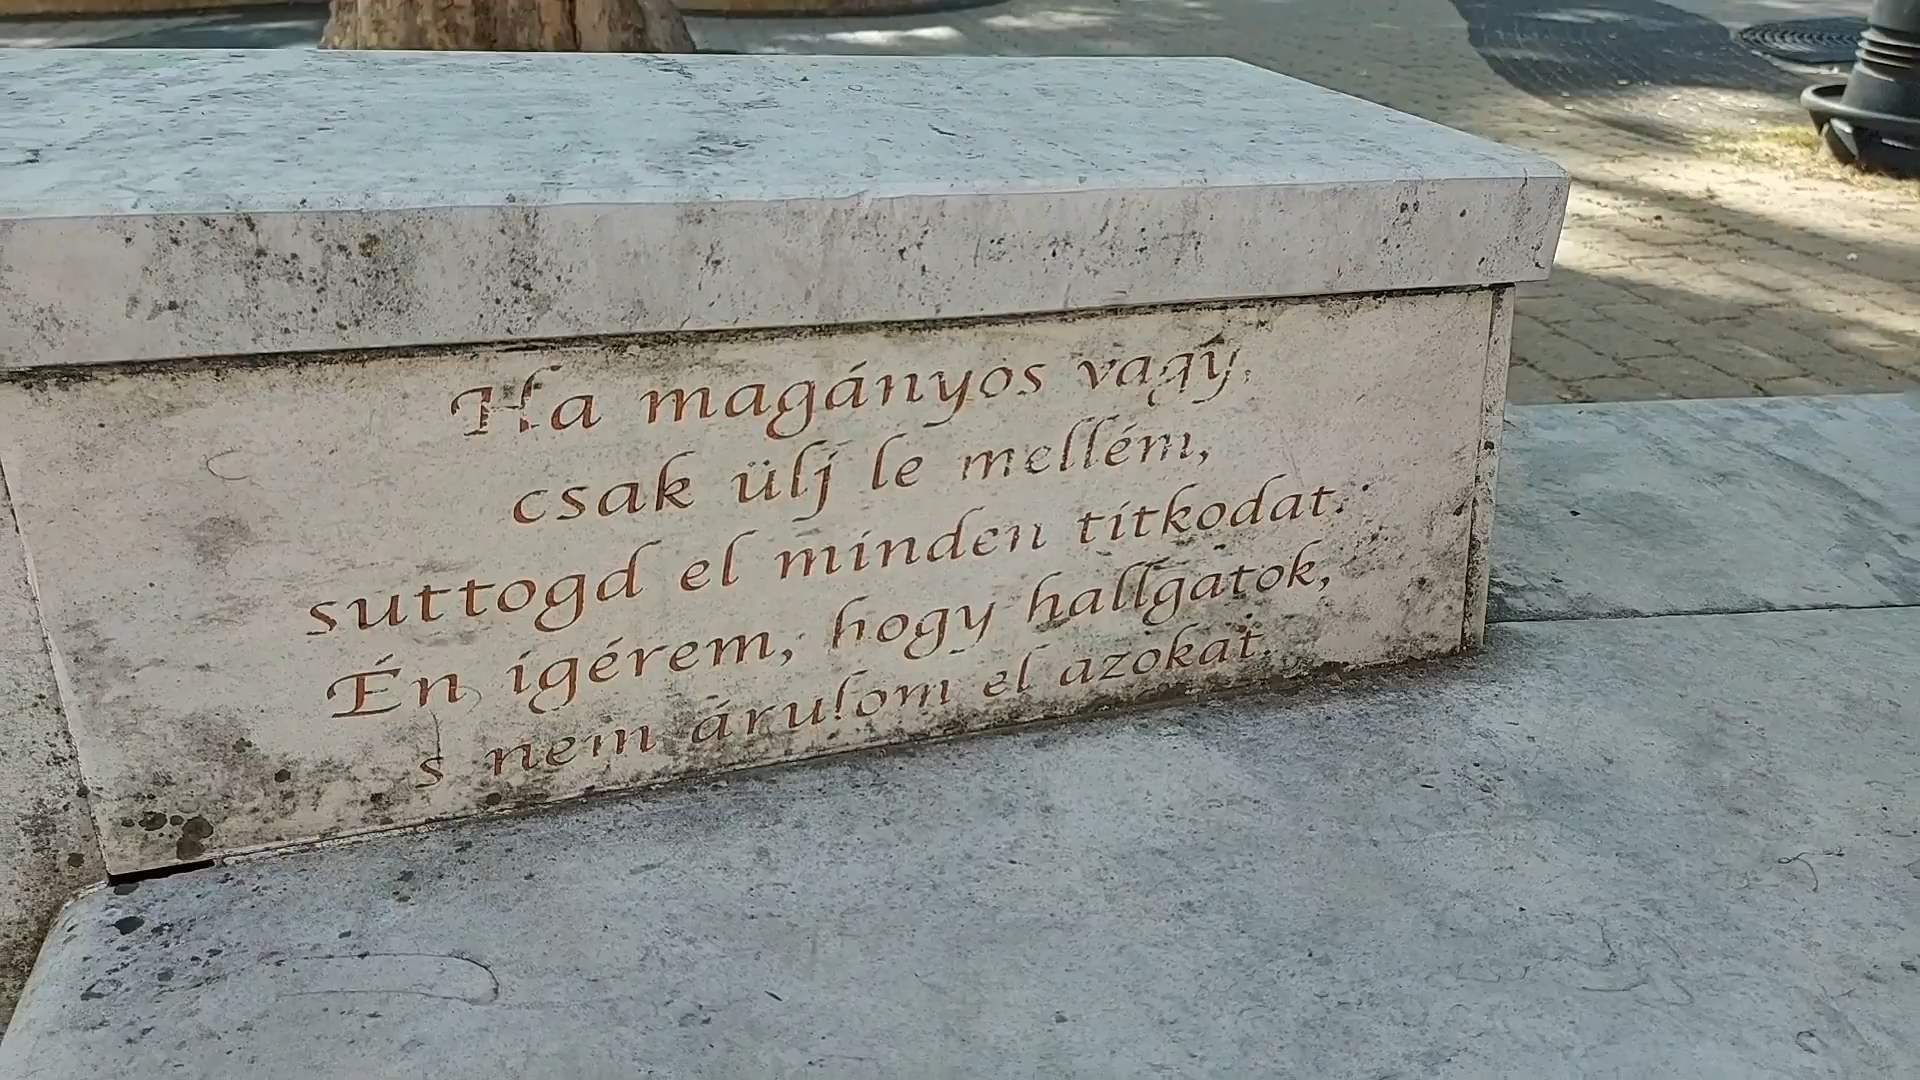 Ha magányos vagy,
csak ülj le mellém,
suttogd el minden titkodat.
Én ígérem, hogy hallgatok,
s nem árulom el azokat.